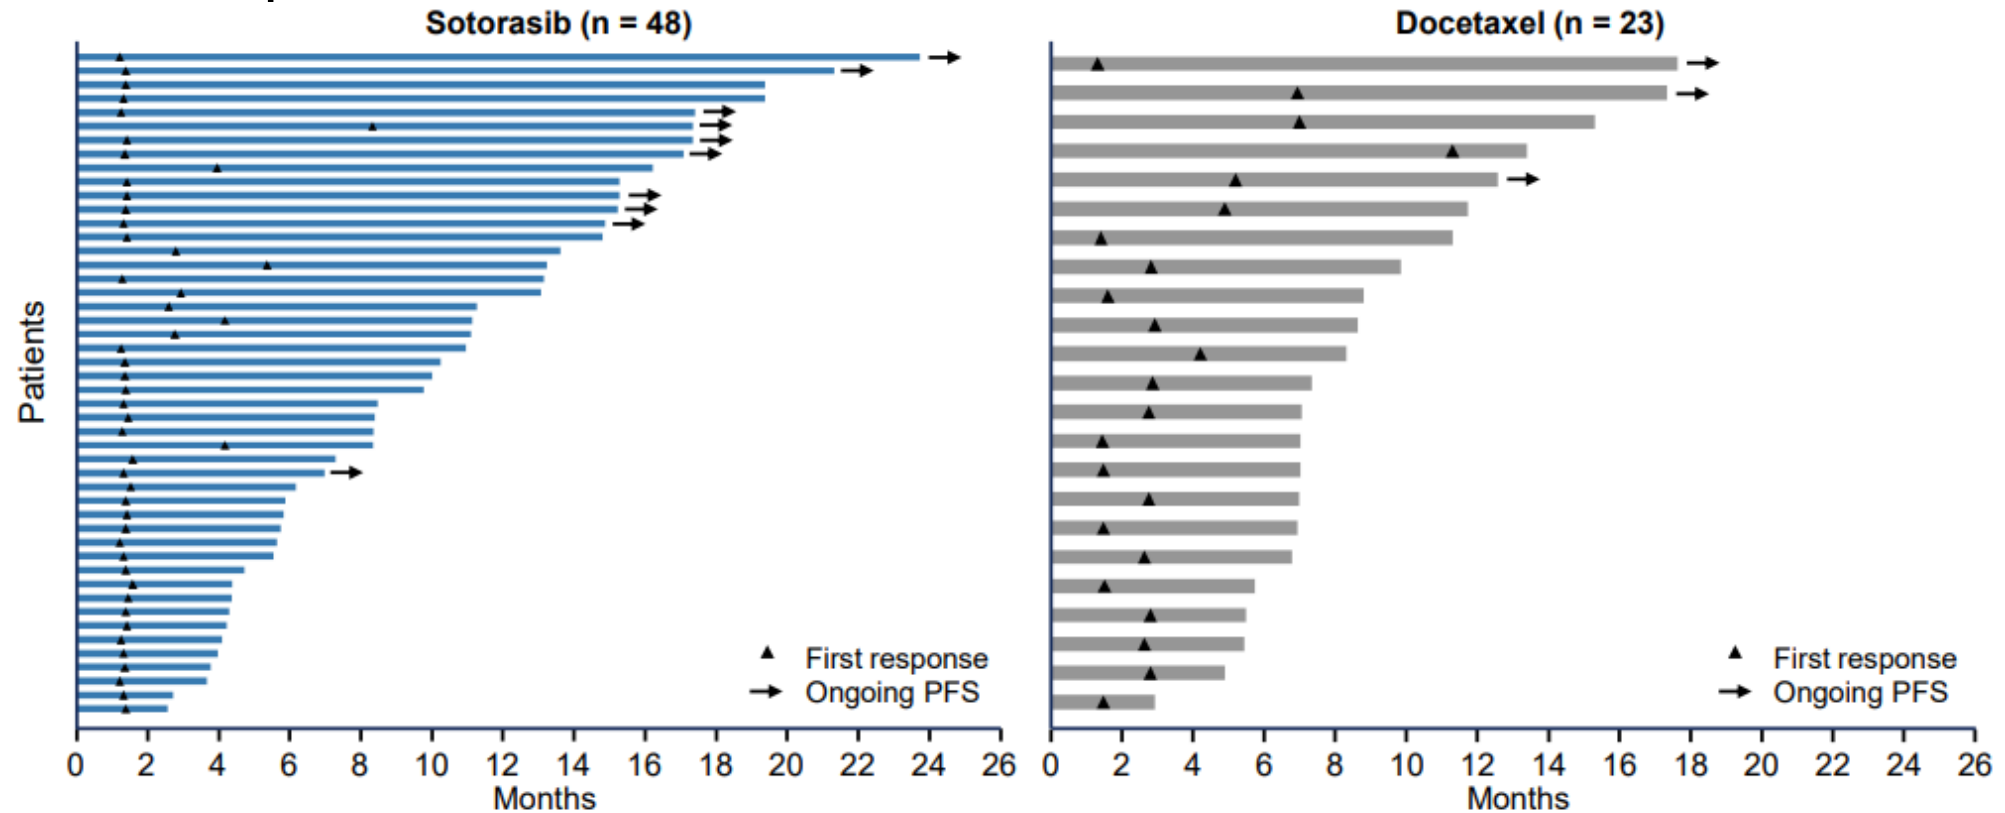 Sotorasib (n = 48)
Patients
First response
Ongoing PFS
0 2 4 6 8 10 12 14 16 18 20 22 24 26
Months
Docetaxel (n = 23)
First response
Ongoing PFS
0 2 4 6 8 10 12 14 16 18 20 22 24 26
Months